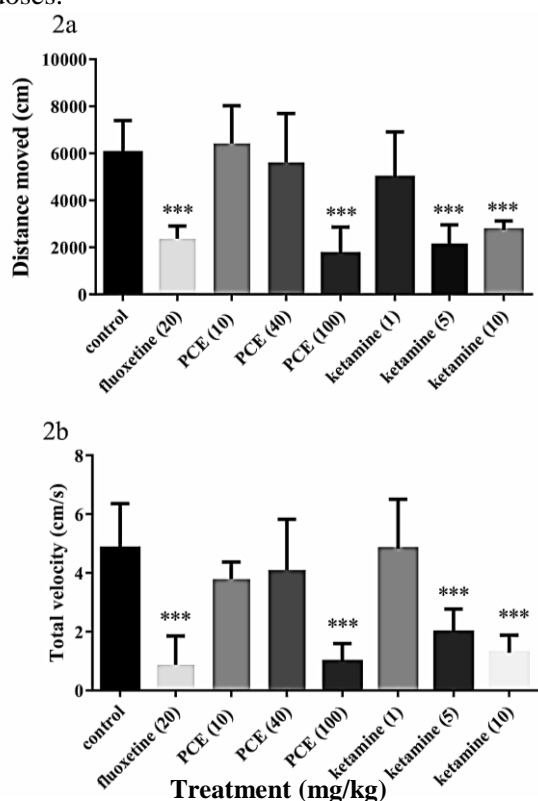 doses.
2a
10000
8000
6000
4000
2000
0
Distance moved (cm)
*** *** *** ***
control fluoxetine (20) PCE (10) PCE (40) PCE (100) ketamine (1) ketamine (5) ketamine (10)
2b
8
6
4
2
0
Total velocity (cm/s)
*** *** *** ***
control fluoxetine (20) PCE (10) PCE (40) PCE (100) ketamine (1) ketamine (5) ketamine (10)
Treatment (mg/kg)